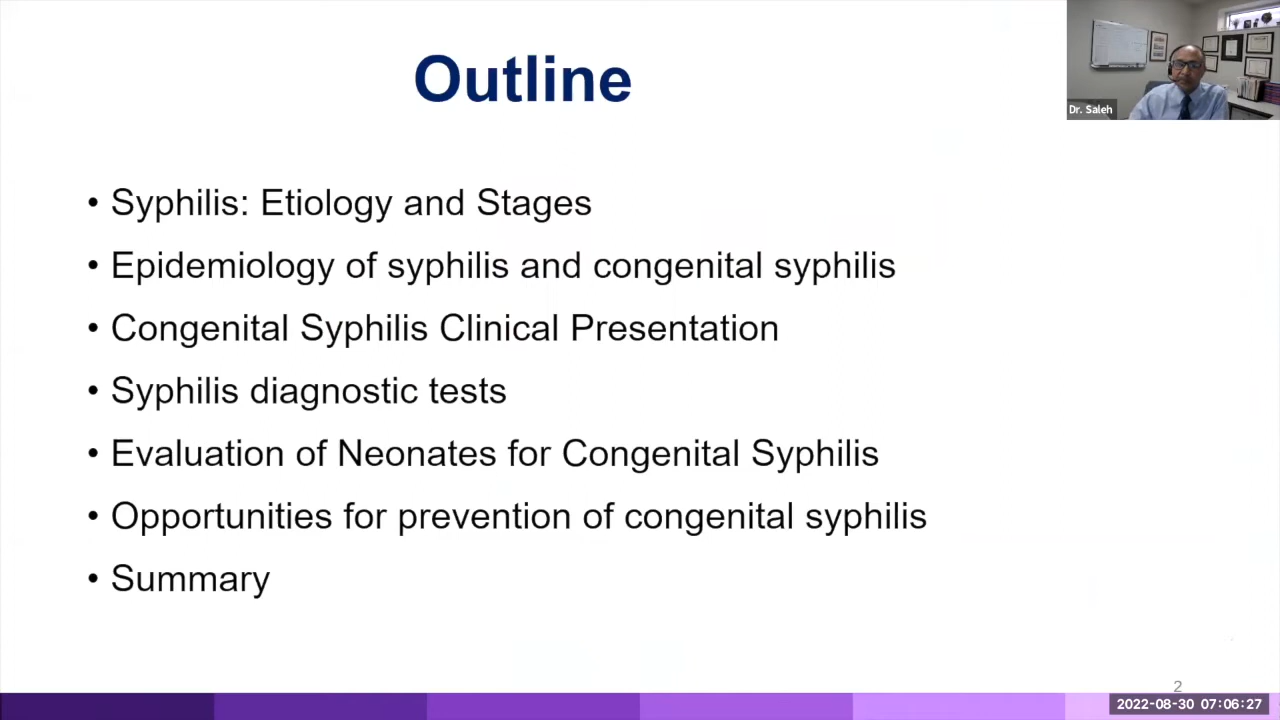 Outline
Dr. Saleh
• Syphilis: Etiology and Stages
• Epidemiology of syphilis and congenital syphilis
• Congenital Syphilis Clinical Presentation
• Syphilis diagnostic tests
• Evaluation of Neonates for Congenital Syphilis
• Opportunities for prevention of congenital syphilis
• Summary
2
2022-08-30 07:06:27